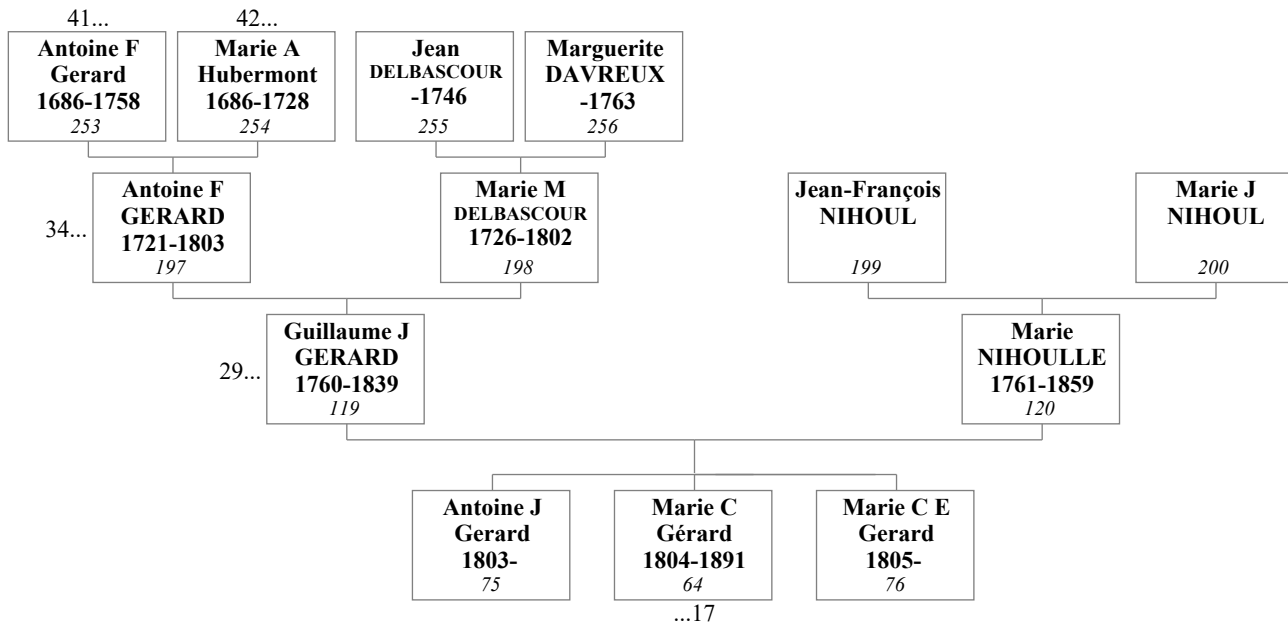 41...
42...
Antoine F
Gerard
1686-1758
253
Marie A
Hubermont
1686-1728
254
Jean
DELBASCOUR
-1746
255
Marguerite
DAVREUX
-1763
256
34...
Antoine F
GERARD
1721-1803
197
Marie M
DELBASCOUR
1726-1802
198
Jean-François
NIHOUL
199
Marie J
NIHOUL
200
29...
Guillaume J
GERARD
1760-1839
119
Marie
NIHOULLE
1761-1859
120
Antoine J
Gerard
1803-
75
Marie C
Gérard
1804-1891
64
Marie C E
Gerard
1805-
76
...17